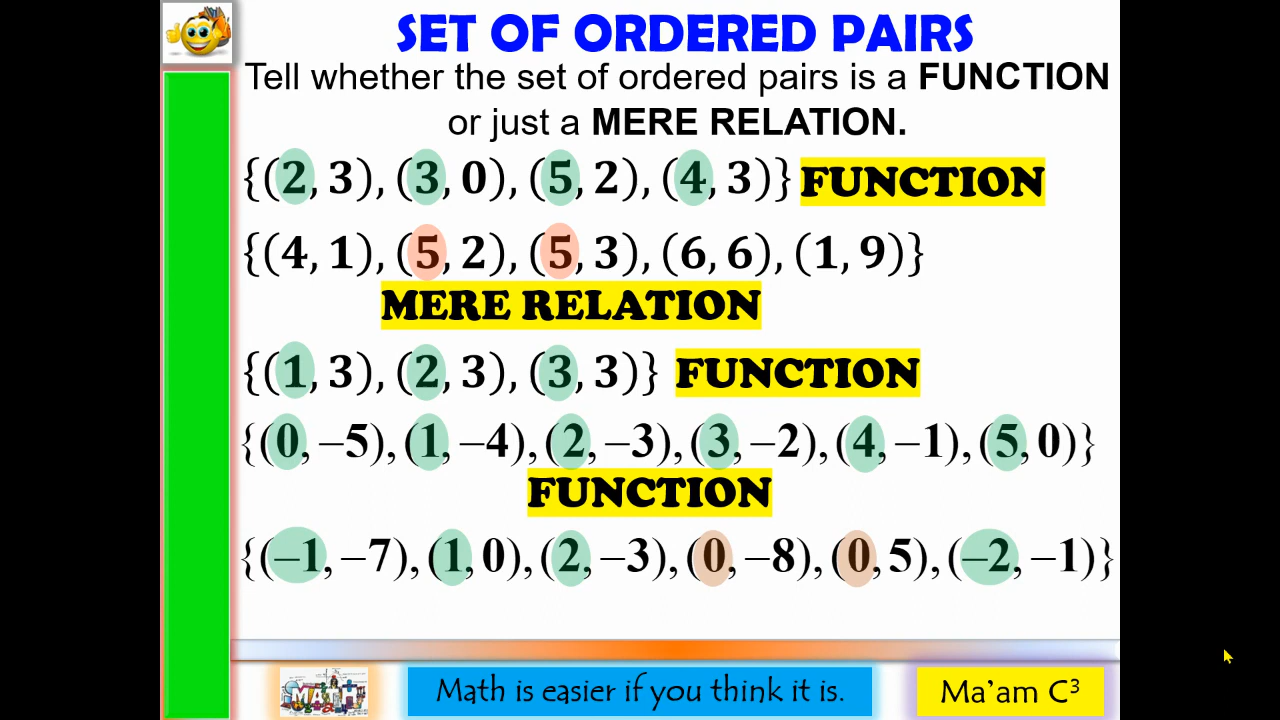 SET OF ORDERED PAIRS
Tell whether the set of ordered pairs is a FUNCTION
or just a MERE RELATION.
{(2, 3), (3, 0), (5, 2), (4, 3)} FUNCTION
{(4, 1), (5, 2), (5, 3), (6, 6), (1, 9)}
MERE RELATION
{(1, 3), (2, 3), (3, 3)} FUNCTION
{(0, −5), (1, −4), (2, −3), (3, −2), (4, −1), (5, 0)}
FUNCTION
{(−1, −7), (1, 0), (2, −3), (0, −8), (0, 5), (−2, −1)}
MATH
Math is easier if you think it is.
Ma'am C³